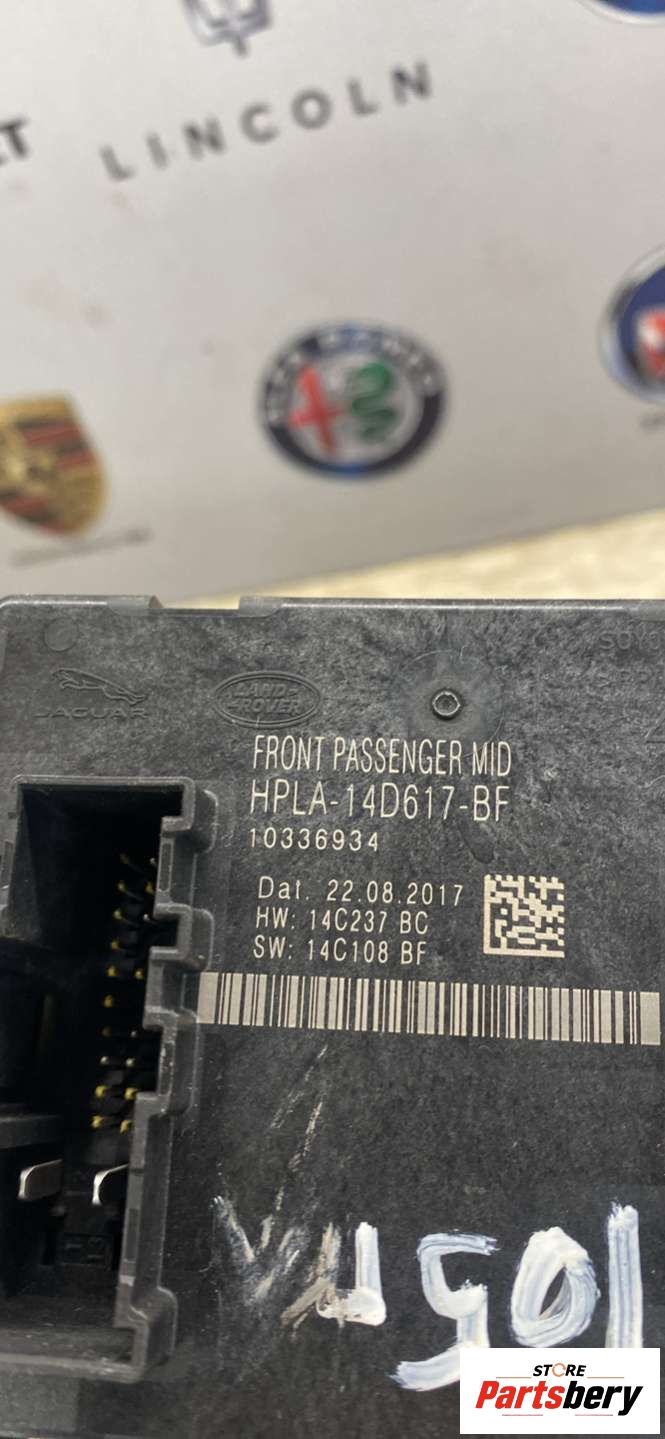 LINCOLN
JAGUAR
LAND-
ROVER
FRONT PASSENGER MID
HPLA-14D617-BF
10336934
Dat. 22.08.2017
HW: 14C237 BC
SW: 14C108 BF
STORE
Partsbery